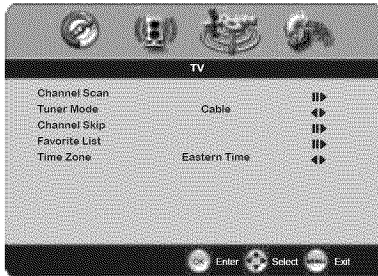 TV
Channel Scan
Tuner Mode Cable
Channel Skip
Favorite List
Time Zone Eastern Time
Enter Select Exit